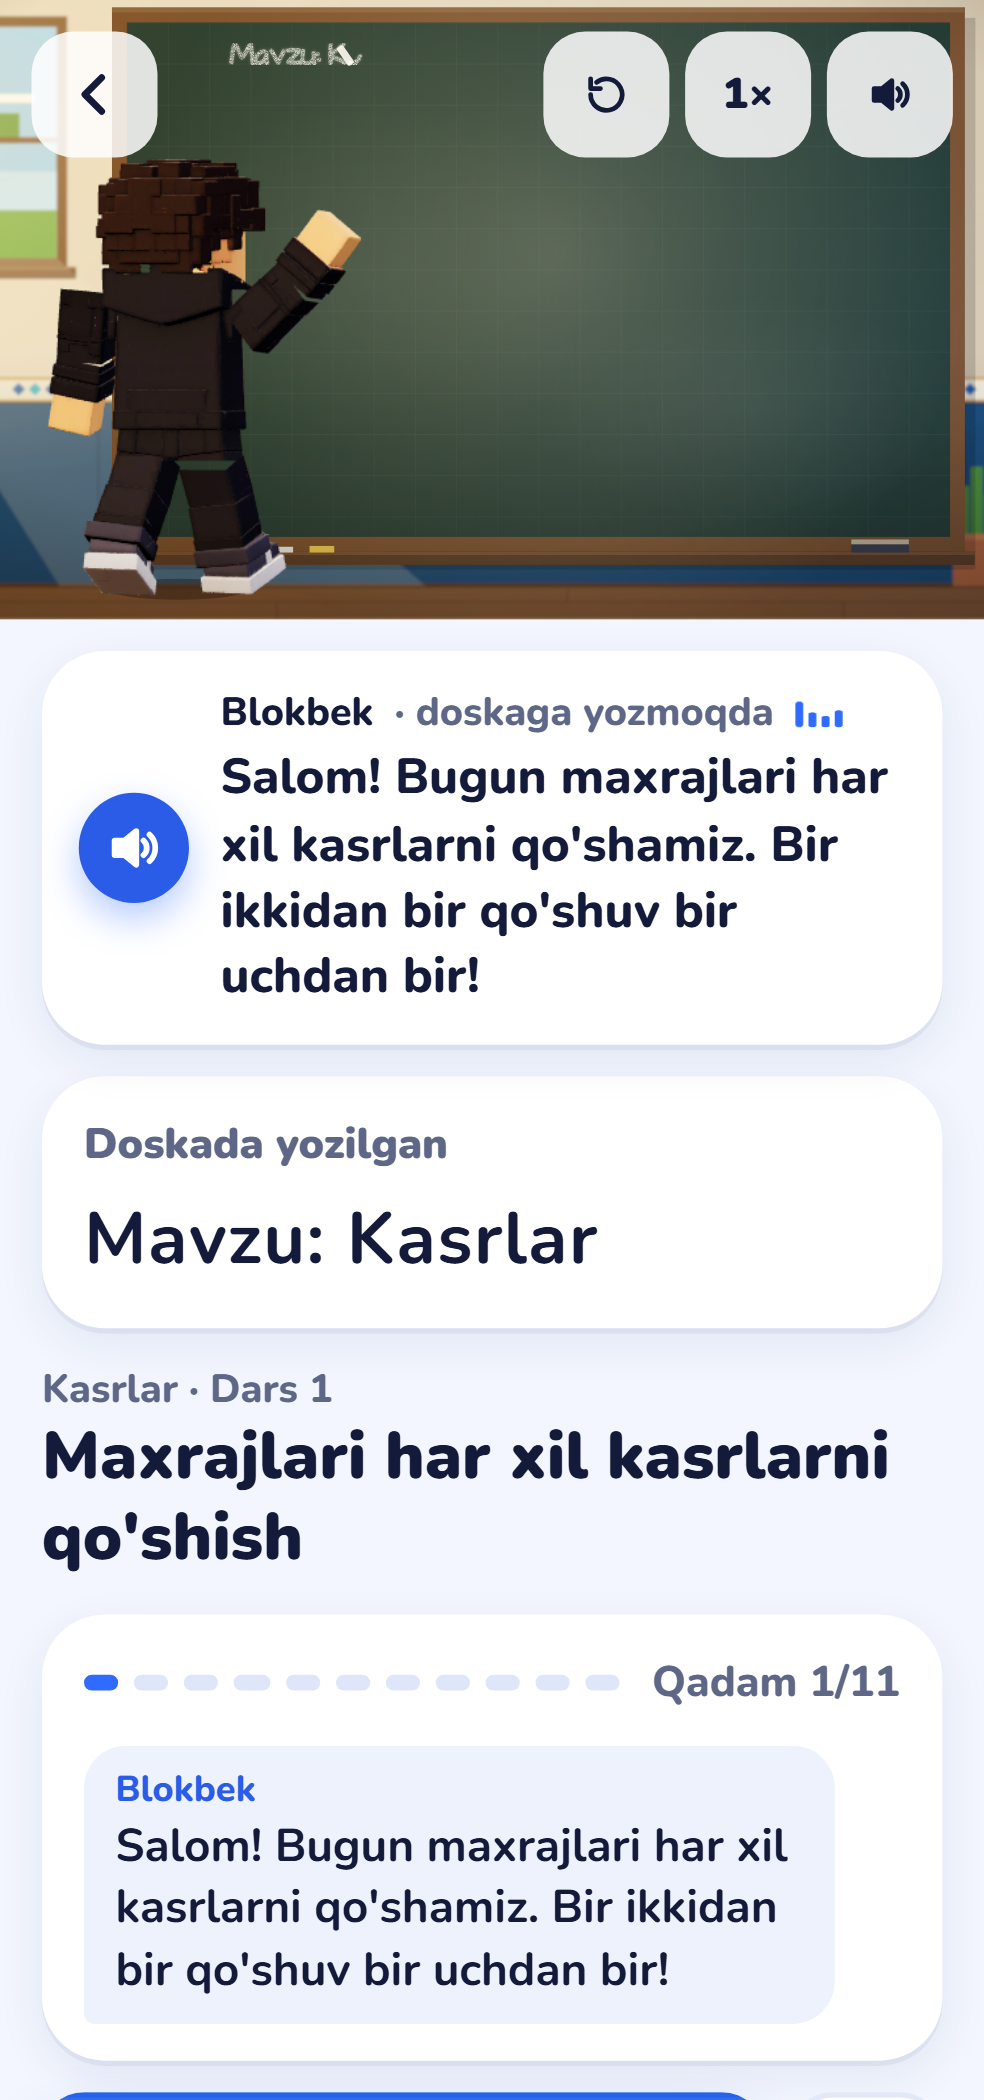 Mavzu: K
1×
Blokbek · doskaga yozmoqda
Salom! Bugun maxrajlari har
xil kasrlarni qo'shamiz. Bir
ikkidan bir qo'shuv bir
uchdan bir!
Doskada yozilgan
Mavzu: Kasrlar
Kasrlar · Dars 1
Maxrajlari har xil kasrlarni
qo'shish
Qadam 1/11
Blokbek
Salom! Bugun maxrajlari har xil
kasrlarni qo'shamiz. Bir ikkidan
bir qo'shuv bir uchdan bir!